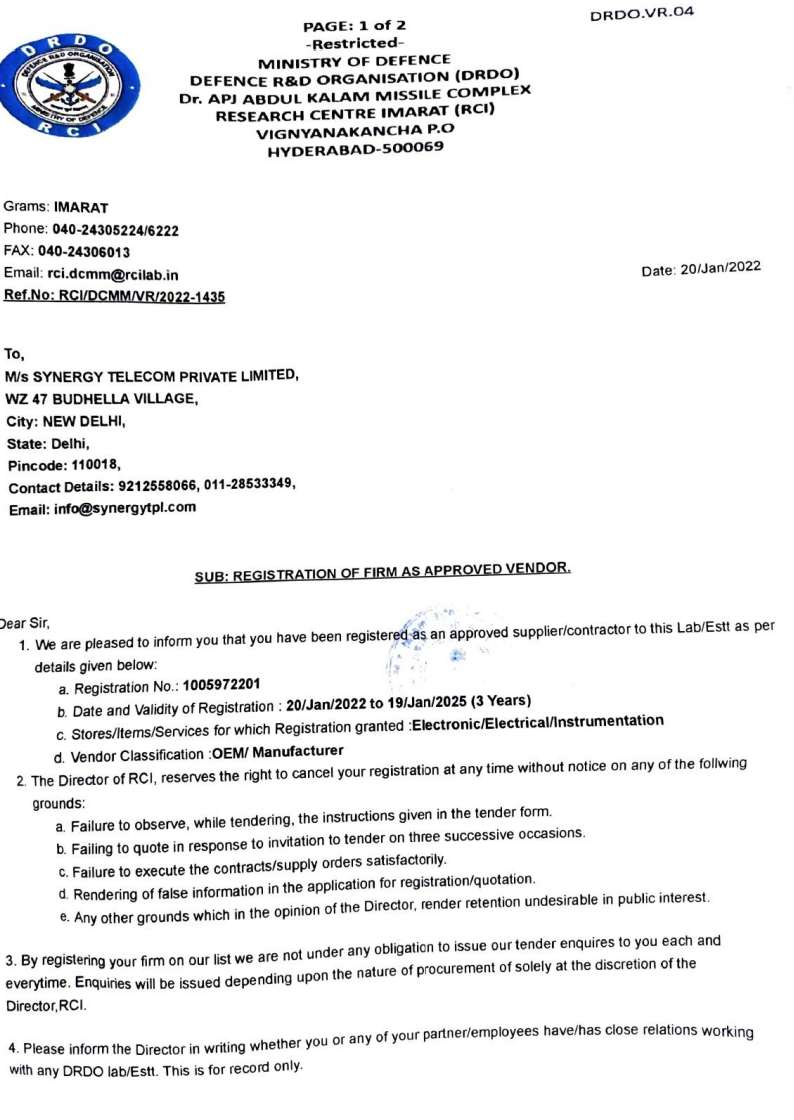 DRDO.VR.04
PAGE: 1 of 2
-Restricted-
MINISTRY OF DEFENCE
DEFENCE R&D ORGANISATION (DRDO)
Dr. APJ ABDUL KALAM MISSILE COMPLEX
RESEARCH CENTRE IMARAT (RCI)
VIGNYANAKANCHA P.O
HYDERABAD-500069
DRDO
DEFENCE R&D ORGANISATION
MINISTRY OF DEFENCE
RCI
Grams: IMARAT
Phone: 040-24305224/6222
FAX: 040-24306013
Email: rci.dcmm@rcilab.in
Date: 20/Jan/2022
Ref.No: RCI/DCMM/VR/2022-1435
To,
M/s SYNERGY TELECOM PRIVATE LIMITED,
WZ 47 BUDHELLA VILLAGE,
City: NEW DELHI,
State: Delhi,
Pincode: 110018,
Contact Details: 9212558066, 011-28533349,
Email: info@synergytpl.com
SUB: REGISTRATION OF FIRM AS APPROVED VENDOR.
Dear Sir,
1. We are pleased to inform you that you have been registered as an approved supplier/contractor to this Lab/Estt as per
details given below:
a. Registration No.: 1005972201
b. Date and Validity of Registration : 20/Jan/2022 to 19/Jan/2025 (3 Years)
c. Stores/Items/Services for which Registration granted :Electronic/Electrical/Instrumentation
d. Vendor Classification :OEM/ Manufacturer
2. The Director of RCI, reserves the right to cancel your registration at any time without notice on any of the follwing
grounds:
a. Failure to observe, while tendering, the instructions given in the tender form.
b. Failing to quote in response to invitation to tender on three successive occasions.
c. Failure to execute the contracts/supply orders satisfactorily.
d. Rendering of false information in the application for registration/quotation.
e. Any other grounds which in the opinion of the Director, render retention undesirable in public interest.
3. By registering your firm on our list we are not under any obligation to issue our tender enquires to you each and
everytime. Enquiries will be issued depending upon the nature of procurement of solely at the discretion of the
Director,RCI.
4. Please inform the Director in writing whether you or any of your partner/employees have/has close relations working
with any DRDO lab/Estt. This is for record only.